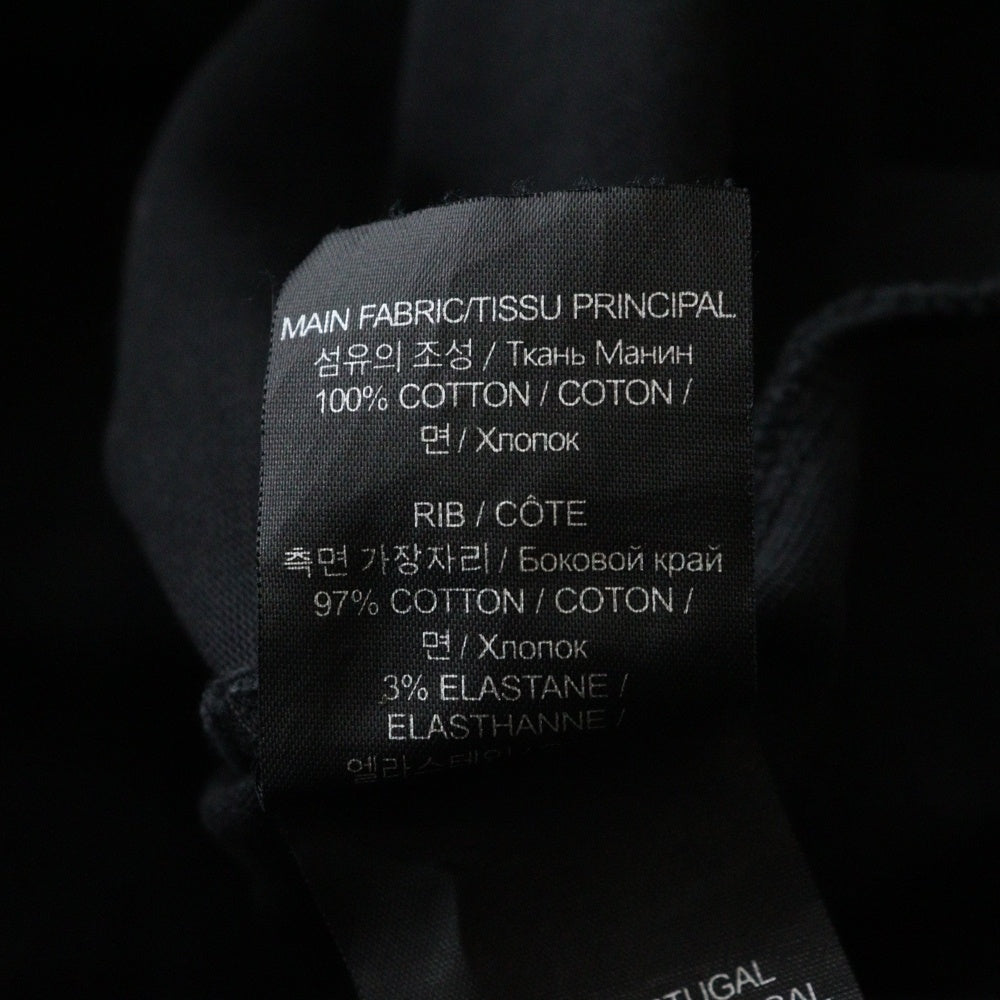 MAIN FABRIC/TISSU PRINCIPAL
섬유의 조성 / Ткань Манин
100% COTTON / COTON /
면 / Хлопок
RIB / CÔTE
측면 가장자리 / Боковой край
97% COTTON / COTON /
면 / Хлопок
3% ELASTANE /
ELASTHANNE /